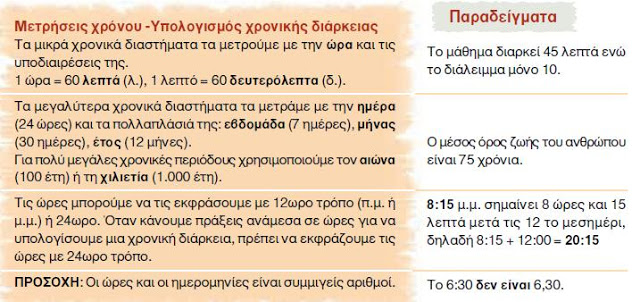 Μετρήσεις χρόνου -Υπολογισμός χρονικής διάρκειας
Τα μικρά χρονικά διαστήματα τα μετρούμε με την ώρα και τις
υποδιαιρέσεις της.
1 ώρα = 60 λεπτά (λ.), 1 λεπτό = 60 δευτερόλεπτα (δ.).
Παραδείγματα
Το μάθημα διαρκεί 45 λεπτά ενώ
το διάλειμμα μόνο 10.
Τα μεγαλύτερα χρονικά διαστήματα τα μετράμε με την ημέρα
(24 ώρες) και τα πολλαπλάσιά της: εβδομάδα (7 ημέρες), μήνας
(30 ημέρες), έτος (12 μήνες).
Για πολύ μεγάλες χρονικές περιόδους χρησιμοποιούμε τον αιώνα
(100 έτη) ή τη χιλιετία (1.000 έτη).
Ο μέσος όρος ζωής του ανθρώπου
είναι 75 χρόνια.
Τις ώρες μπορούμε να τις εκφράσουμε με 12ωρο τρόπο (π.μ. ή
μ.μ.) ή 24ωρο. Όταν κάνουμε πράξεις ανάμεσα σε ώρες για να
υπολογίσουμε μια χρονική διάρκεια, πρέπει να εκφράζουμε τις
ώρες με 24ωρο τρόπο.
8:15 μ.μ. σημαίνει 8 ώρες και 15
λεπτά μετά τις 12 το μεσημέρι,
δηλαδή 8:15 + 12:00 = 20:15
ΠΡΟΣΟΧΗ: Οι ώρες και οι ημερομηνίες είναι συμμιγείς αριθμοί.
Το 6:30 δεν είναι 6,30.